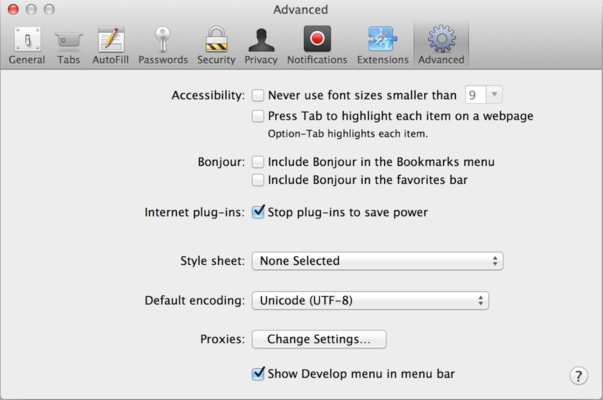 Advanced
General Tabs AutoFill Passwords Security Privacy Notifications Extensions Advanced
Accessibility: Never use font sizes smaller than 9
Press Tab to highlight each item on a webpage
Option-Tab highlights each item.
Bonjour: Include Bonjour in the Bookmarks menu
Include Bonjour in the favorites bar
Internet plug-ins: Stop plug-ins to save power
Style sheet: None Selected
Default encoding: Unicode (UTF-8)
Proxies: Change Settings...
Show Develop menu in menu bar
?